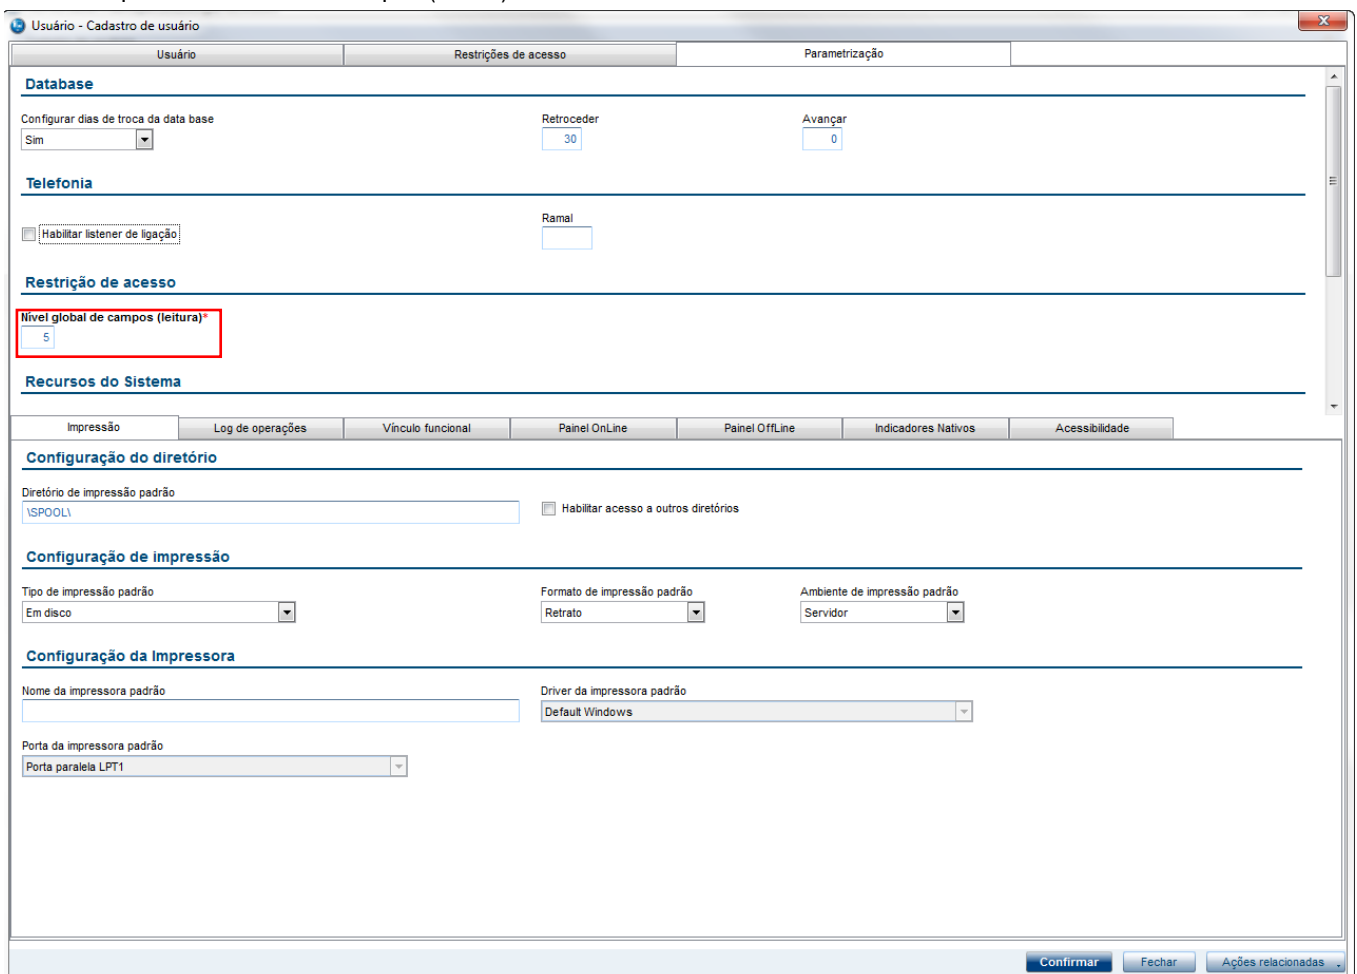 Usuário - Cadastro de usuário
Usuário
Restrições de acesso
Parametrização
Database
Configurar dias de troca da data base
Retroceder
Avançar
Sim
30
0
Telefonia
Ramal
Habilitar listener de ligação
Restrição de acesso
Nível global de campos (leitura)*
5
Recursos do Sistema
Impressão
Log de operações
Vínculo funcional
Painel OnLine
Painel OffLine
Indicadores Nativos
Acessibilidade
Configuração do diretório
Diretório de impressão padrão
\SPOOL\
Habilitar acesso a outros diretórios
Configuração de impressão
Tipo de impressão padrão
Formato de impressão padrão
Ambiente de impressão padrão
Em disco
Retrato
Servidor
Configuração da Impressora
Nome da impressora padrão
Driver da impressora padrão
Default Windows
Porta da impressora padrão
Porta paralela LPT1
Confirmar
Fechar
Ações relacionadas